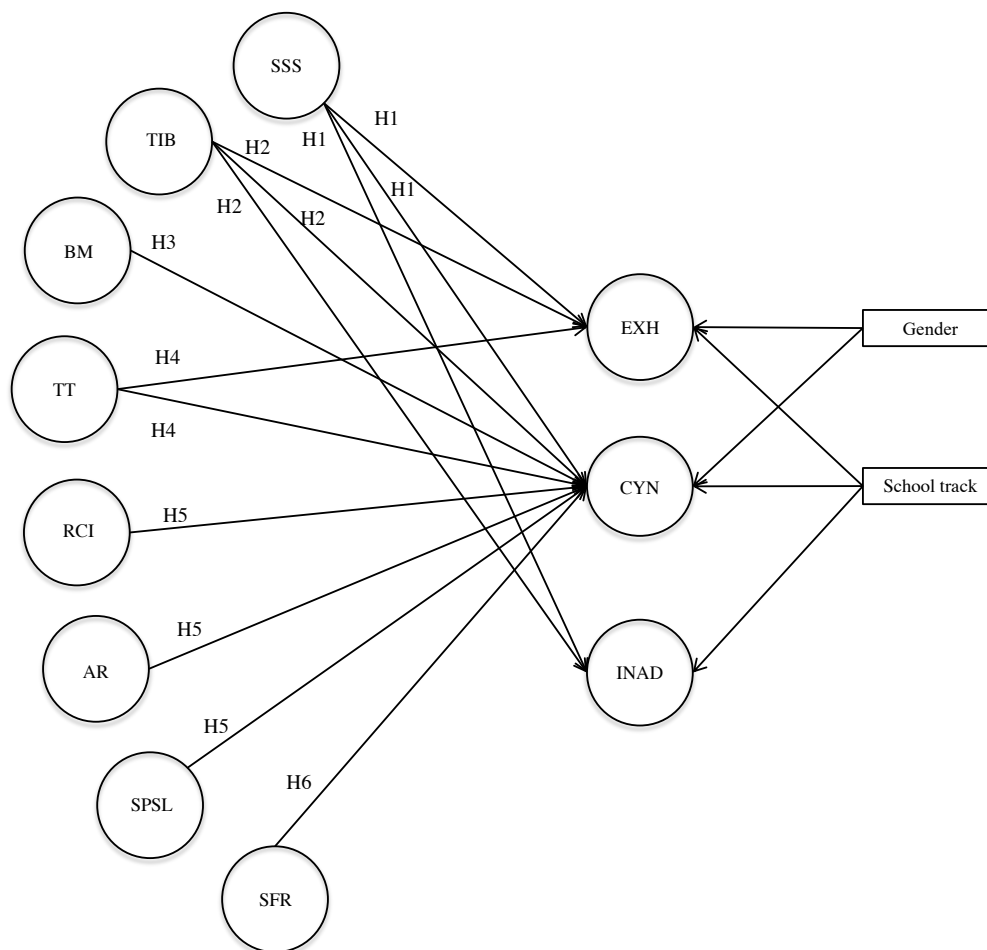 SSS
H1
H1
TIB
H2
H1
H2
H2
BM
H3
EXH
Gender
H4
TT
H4
CYN
School track
H5
RCI
H5
AR
INAD
H5
H6
SPSL
SFR